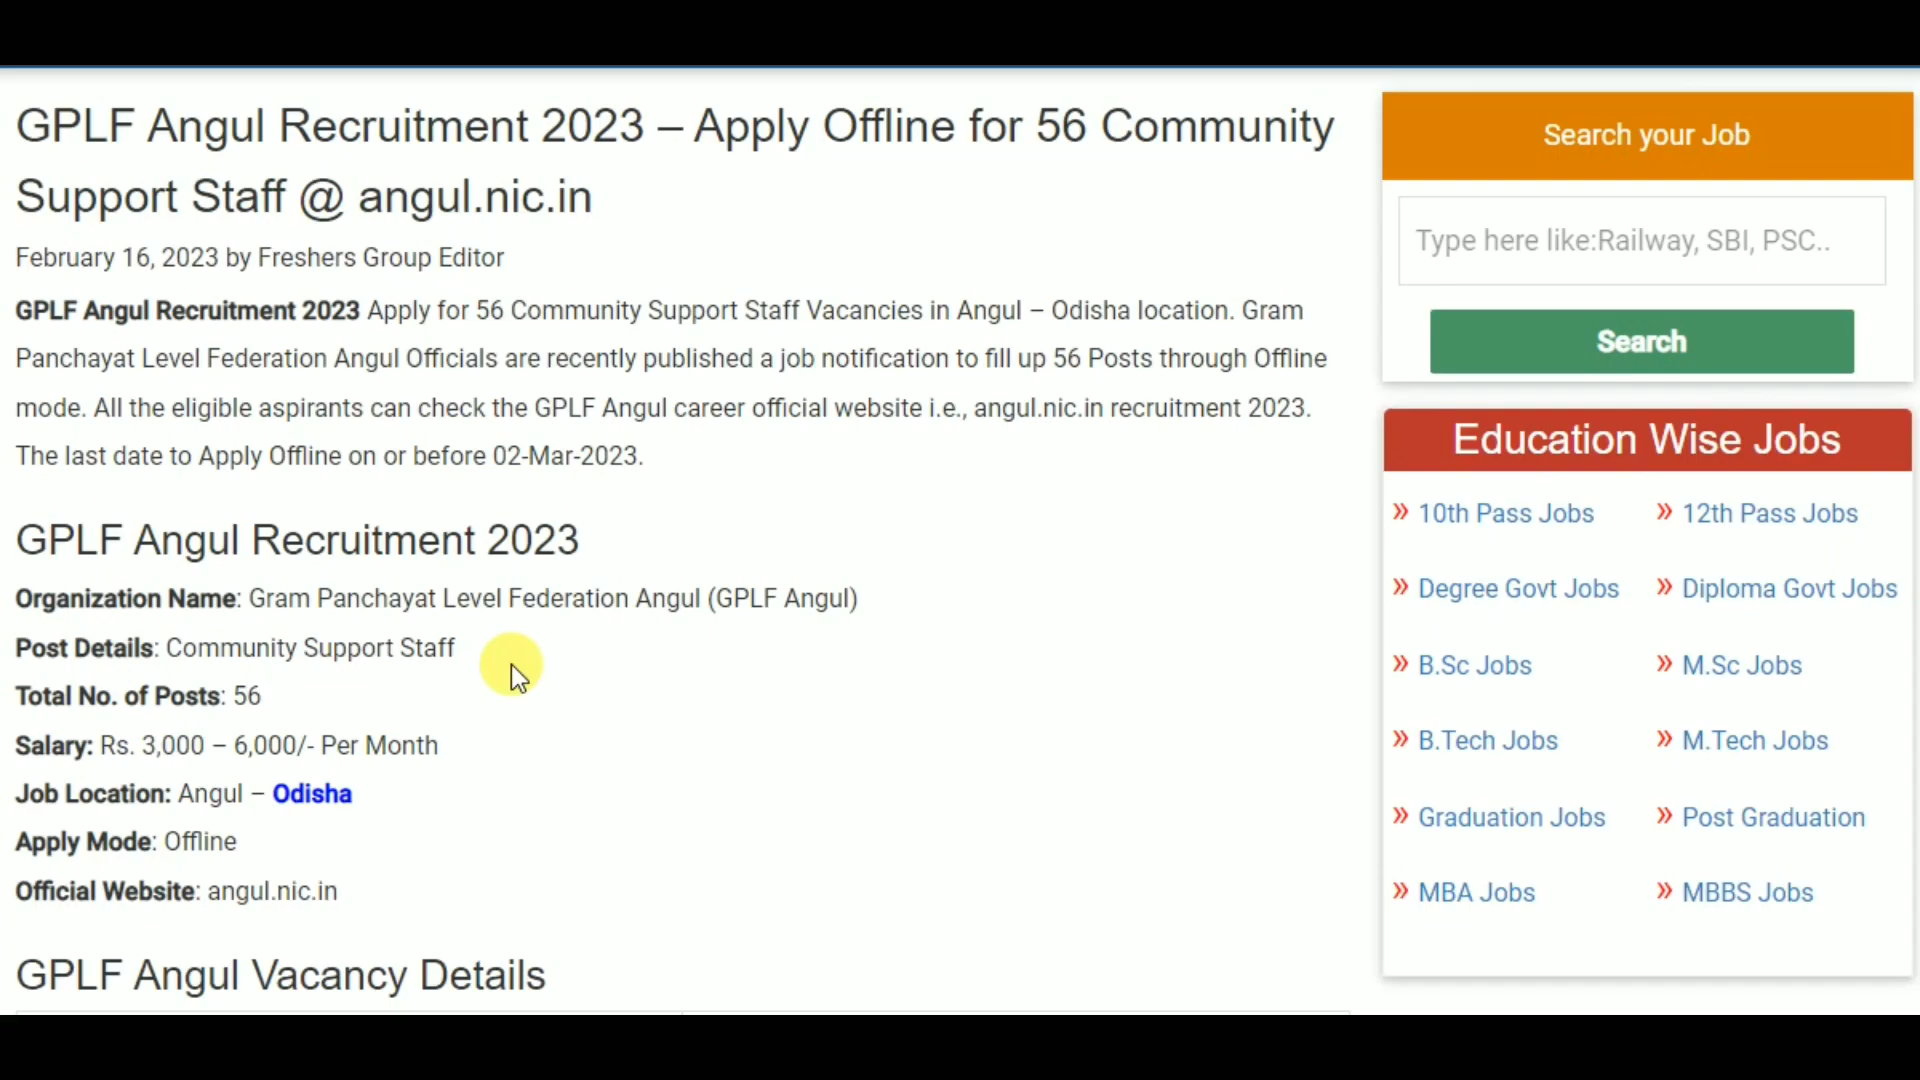 GPLF Angul Recruitment 2023 – Apply Offline for 56 Community
Support Staff @ angul.nic.in
February 16, 2023 by Freshers Group Editor
GPLF Angul Recruitment 2023 Apply for 56 Community Support Staff Vacancies in Angul – Odisha location. Gram
Panchayat Level Federation Angul Officials are recently published a job notification to fill up 56 Posts through Offline
mode. All the eligible aspirants can check the GPLF Angul career official website i.e., angul.nic.in recruitment 2023.
The last date to Apply Offline on or before 02-Mar-2023.
GPLF Angul Recruitment 2023
Organization Name: Gram Panchayat Level Federation Angul (GPLF Angul)
Post Details: Community Support Staff
Total No. of Posts: 56
Salary: Rs. 3,000 – 6,000/- Per Month
Job Location: Angul – Odisha
Apply Mode: Offline
Official Website: angul.nic.in
GPLF Angul Vacancy Details
Search your Job
Type here like:Railway, SBI, PSC..
Search
Education Wise Jobs
» 10th Pass Jobs » 12th Pass Jobs
» Degree Govt Jobs » Diploma Govt Jobs
» B.Sc Jobs » M.Sc Jobs
» B.Tech Jobs » M.Tech Jobs
» Graduation Jobs » Post Graduation
» MBA Jobs » MBBS Jobs